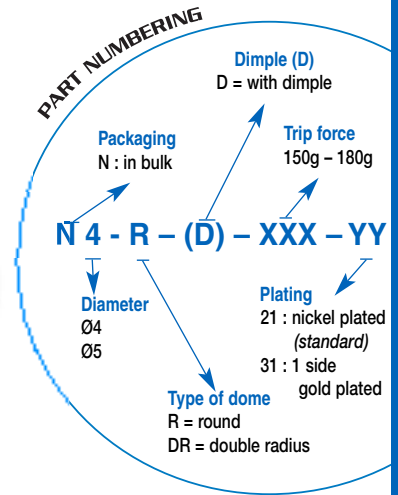 PART NUMBERING
Dimple (D)
D = with dimple
Packaging
N : in bulk
Trip force
150g – 180g
N 4 - R – (D) – XXX – YY
Diameter
Ø4
Ø5
Plating
21 : nickel plated
(standard)
31 : 1 side
gold plated
Type of dome
R = round
DR = double radius